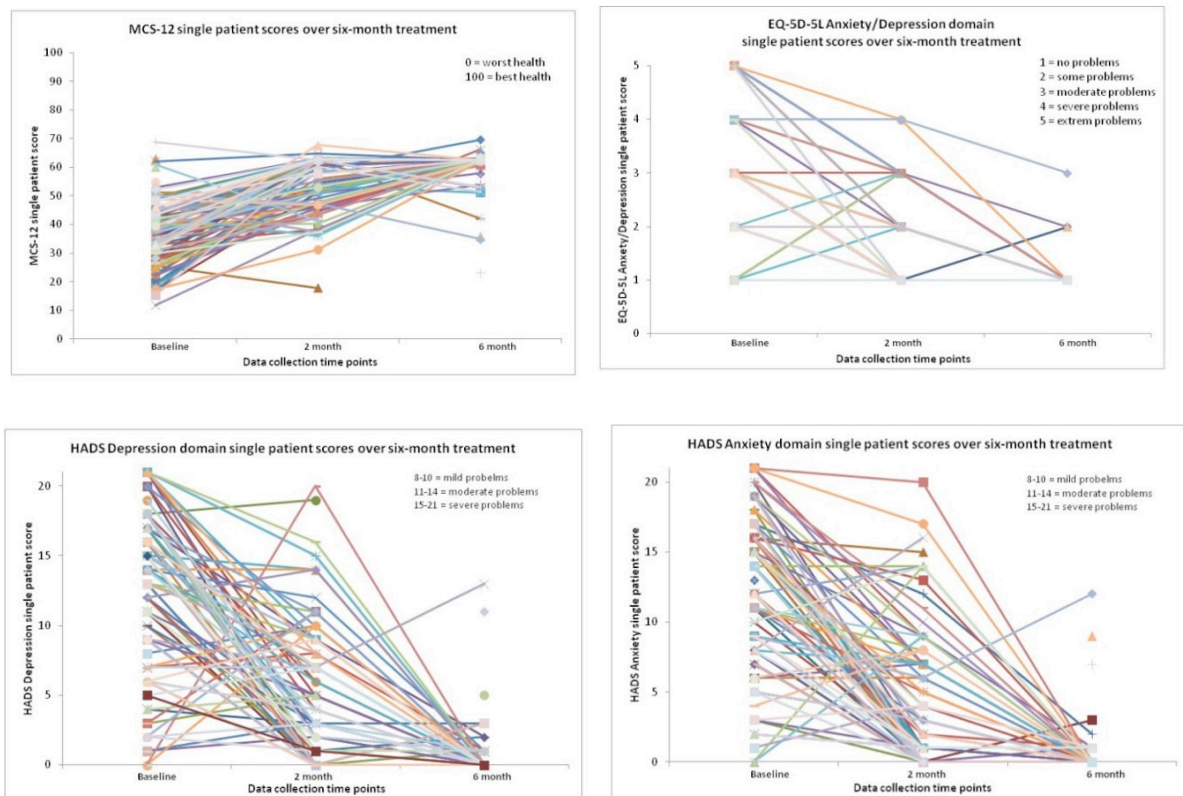 MCS-12 single patient scores over six-month treatment
0 = worst health
100 = best health
100
90
80
70
60
50
40
30
20
10
0
MCS-12 single patient score
Baseline
2 month
6 month
Data collection time points
EQ-5D-5L Anxiety/Depression domain
single patient scores over six-month treatment
1 = no problems
2 = some problems
3 = moderate problems
4 = severe problems
5 = extrem problems
5
4
3
2
1
0
EQ-5D-5L Anxety/Depression single patient score
Baseline
2 month
6 month
Data collection time points
HADS Depression domain single patient scores over six-month treatment
8-10 = mild probelms
11-14 = moderate problems
15-21 = severe problems
20
15
10
5
0
HADS Depression single patient score
Baseline
2 month
6 month
Data collection time points
HADS Anxiety domain single patient scores over six-month treatment
8-10 = mild probelms
11-14 = moderate problems
15-21 = severe problems
20
15
10
5
0
HADS Anxiety single patient score
Baseline
2 month
6 month
Data collection time points